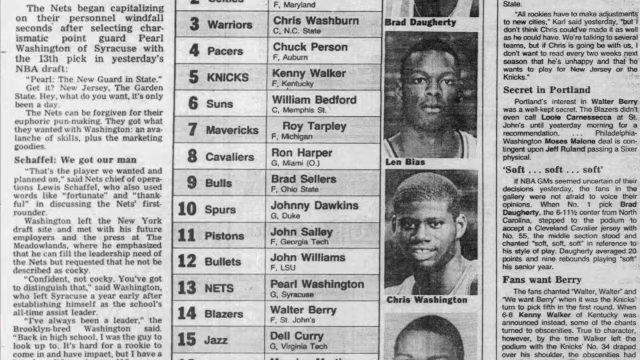 The Nets began capitalizing
on their personnel windfall
seconds after selecting char-
ismatic point guard Pearl
Washington of Syracuse with
the 13th pick in yesterday's
NBA draft:
"Pearl: The New Guard in State."
Get it? New Jersey, The Garden
State. Hey, what do you want, it's only
been a day.
The Nets can be forgiven for their
euphoric pun-making. They got what
they wanted with Washington: an ava-
lanche of skills, plus the marketing
goodies.
Schaffel: We got our man
"That's the player we wanted and
planned on," said Nets chief of opera-
tions Lewis Schaffel, who also used
words like "fortunate" and "thank-
ful" in discussing the Nets' first-
rounder.
Washington left the New York
draft site and met with his future
employers and the press at The
Meadowlands, where he emphasized
that he can fill the leadership need of
the Nets but requested that he not be
described as cocky.
"Confident, not cocky. You've got
to distinguish that," said Washington,
who left Syracuse a year early after
establishing himself as the school's
all-time assist leader.
"I've always been a leader," the
Brooklyn-bred Washington said.
"Back in high school, I was the guy to
look up to. It's hard for a rookie to
come in and have impact, but I have a
F, Maryland
3 Warriors Chris Washburn
C, N.C. State
4 Pacers Chuck Person
F, Auburn
5 KNICKS Kenny Walker
F, Kentucky
6 Suns William Bedford
C, Memphis St.
7 Mavericks Roy Tarpley
F, Michigan
8 Cavaliers Ron Harper
G, Miami (O.)
9 Bulls Brad Sellers
F, Ohio State
10 Spurs Johnny Dawkins
G, Duke
11 Pistons John Salley
F, Georgia Tech
12 Bullets John Williams
F, LSU
13 NETS Pearl Washington
G, Syracuse
14 Blazers Walter Berry
F, St. John's
15 Jazz Dell Curry
G, Virginia Tech
Brad Daugherty
Len Bias
Chris Washington
State.
"All rookies have to make adjustments
to new cities," Karl said yesterday, "but I
don't think Chris could've made it as well
as he could have. We're talking to several
teams, but if Chris is going be with us, I
don't want to read every two weeks next
season that he's unhappy and that he
wants to play for New Jersey or the
Knicks."
Secret in Portland
Portland's interest in Walter Berry
was a well-kept secret. The Blazers didn't
even call Looie Carnessecca at St.
John's until yesterday morning for a
recommendation. . . . Philadelphia-
Washington Moses Malone deal is con-
tingent upon Jeff Ruland passing a Sixer
physical.
'Soft . . . soft . . . soft'
If NBA GMs seemed uncertain of their
decisions yesterday, the fans in the
gallery were not afraid to voice their
opinions. When No. 1 pick Brad
Daugherty, the 6-11½ center from North
Carolina, stepped to the podium to
accept a Cleveland Cavalier jersey with
No. 55, the middle section stood and
chanted "soft, soft, soft" in reference to
his style of play. Daugherty averaged 20
points and nine rebounds playing "soft"
his senior year.
Fans want Berry
The fans chanted "Walter, Walter" and
"We want Berry" when it was the Knicks'
turn to pick fifth in the first round. When
6-8 Kenny Walker of Kentucky was
announced instead, some of the chants
turned to obscenities. True to character,
however, by the time Walker left the
podium with the Knicks' No. 34 draped
over his shoulder, the obscenities had